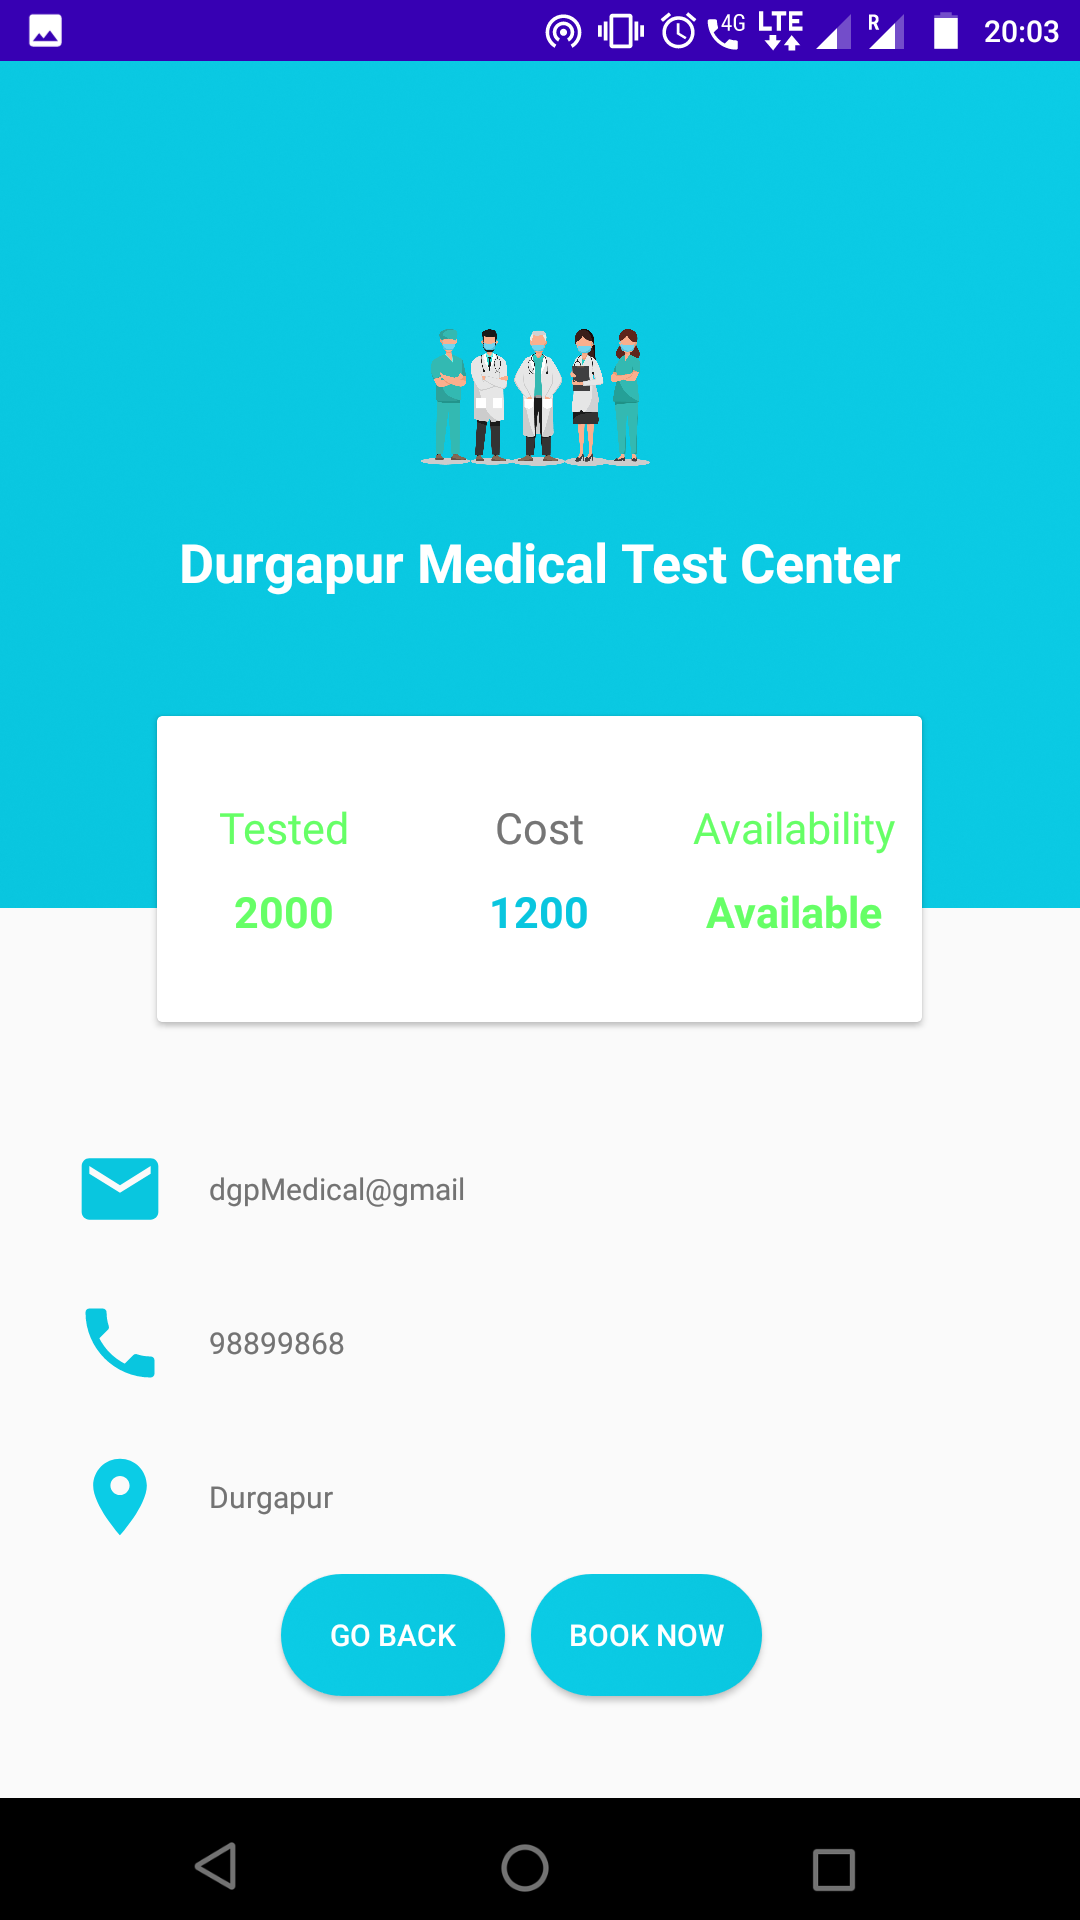 4G LTE R 20:03
Durgapur Medical Test Center
Tested Cost Availability
2000 1200 Available
dgpMedical@gmail
98899868
Durgapur
GO BACK BOOK NOW